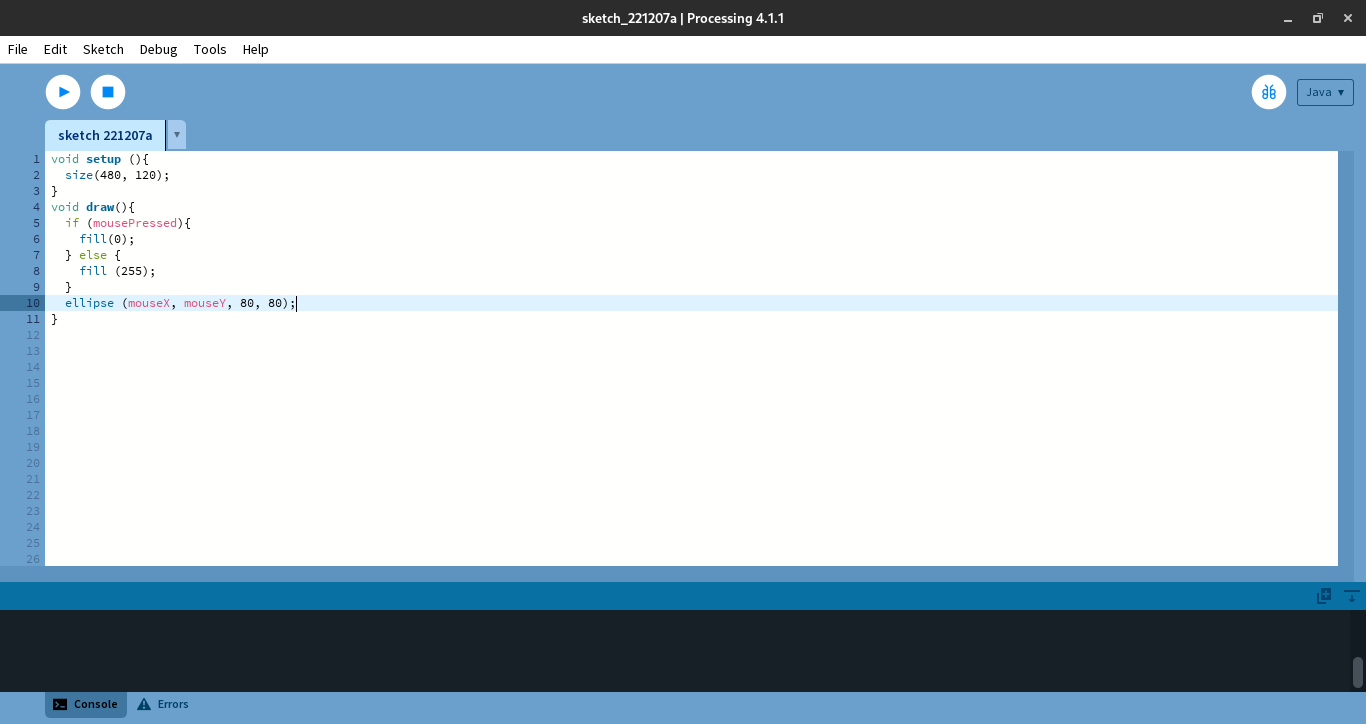 sketch_221207a | Processing 4.1.1
File Edit Sketch Debug Tools Help
Java ▾
sketch 221207a ▾
1 void setup (){
2   size(480, 120);
3 }
4 void draw(){
5   if (mousePressed){
6     fill(0);
7   } else {
8     fill (255);
9   }
10   ellipse (mouseX, mouseY, 80, 80);
11 }
12
13
14
15
16
17
18
19
20
21
22
23
24
25
26
Console Errors